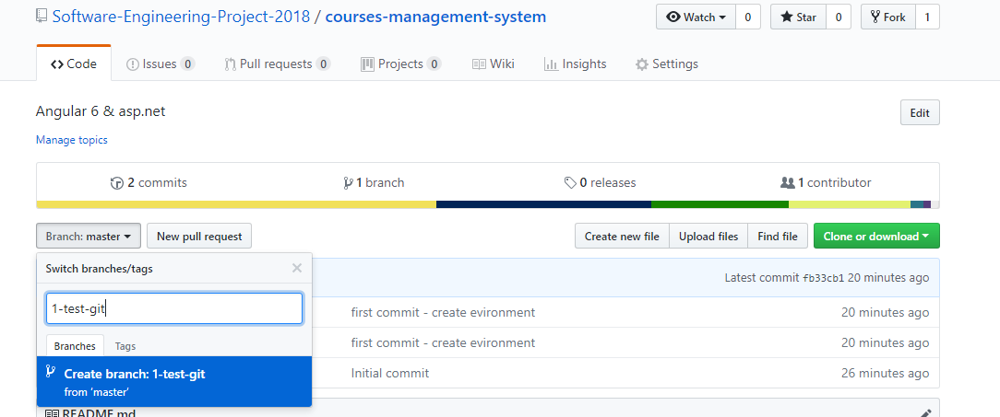 Software-Engineering-Project-2018 / courses-management-system
Watch 0 Star 0 Fork 1
Code Issues 0 Pull requests 0 Projects 0 Wiki Insights Settings
Angular 6 & asp.net
Edit
Manage topics
2 commits 1 branch 0 releases 1 contributor
Branch: master New pull request Create new file Upload files Find file Clone or download
Switch branches/tags
Latest commit fb33cb1 20 minutes ago
1-test-git
first commit - create evironment 20 minutes ago
Branches Tags
first commit - create evironment 20 minutes ago
Create branch: 1-test-git
from ‘master’
Initial commit 26 minutes ago
README.md